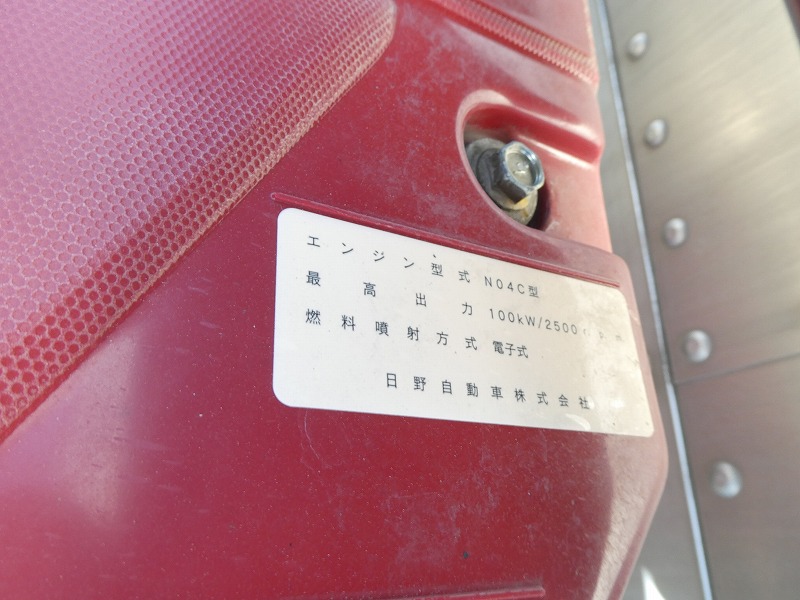 エンジン型式 N04C型
最高出力 100kW/2500r.p.m
燃料噴射方式 電子式
日野自動車株式会社